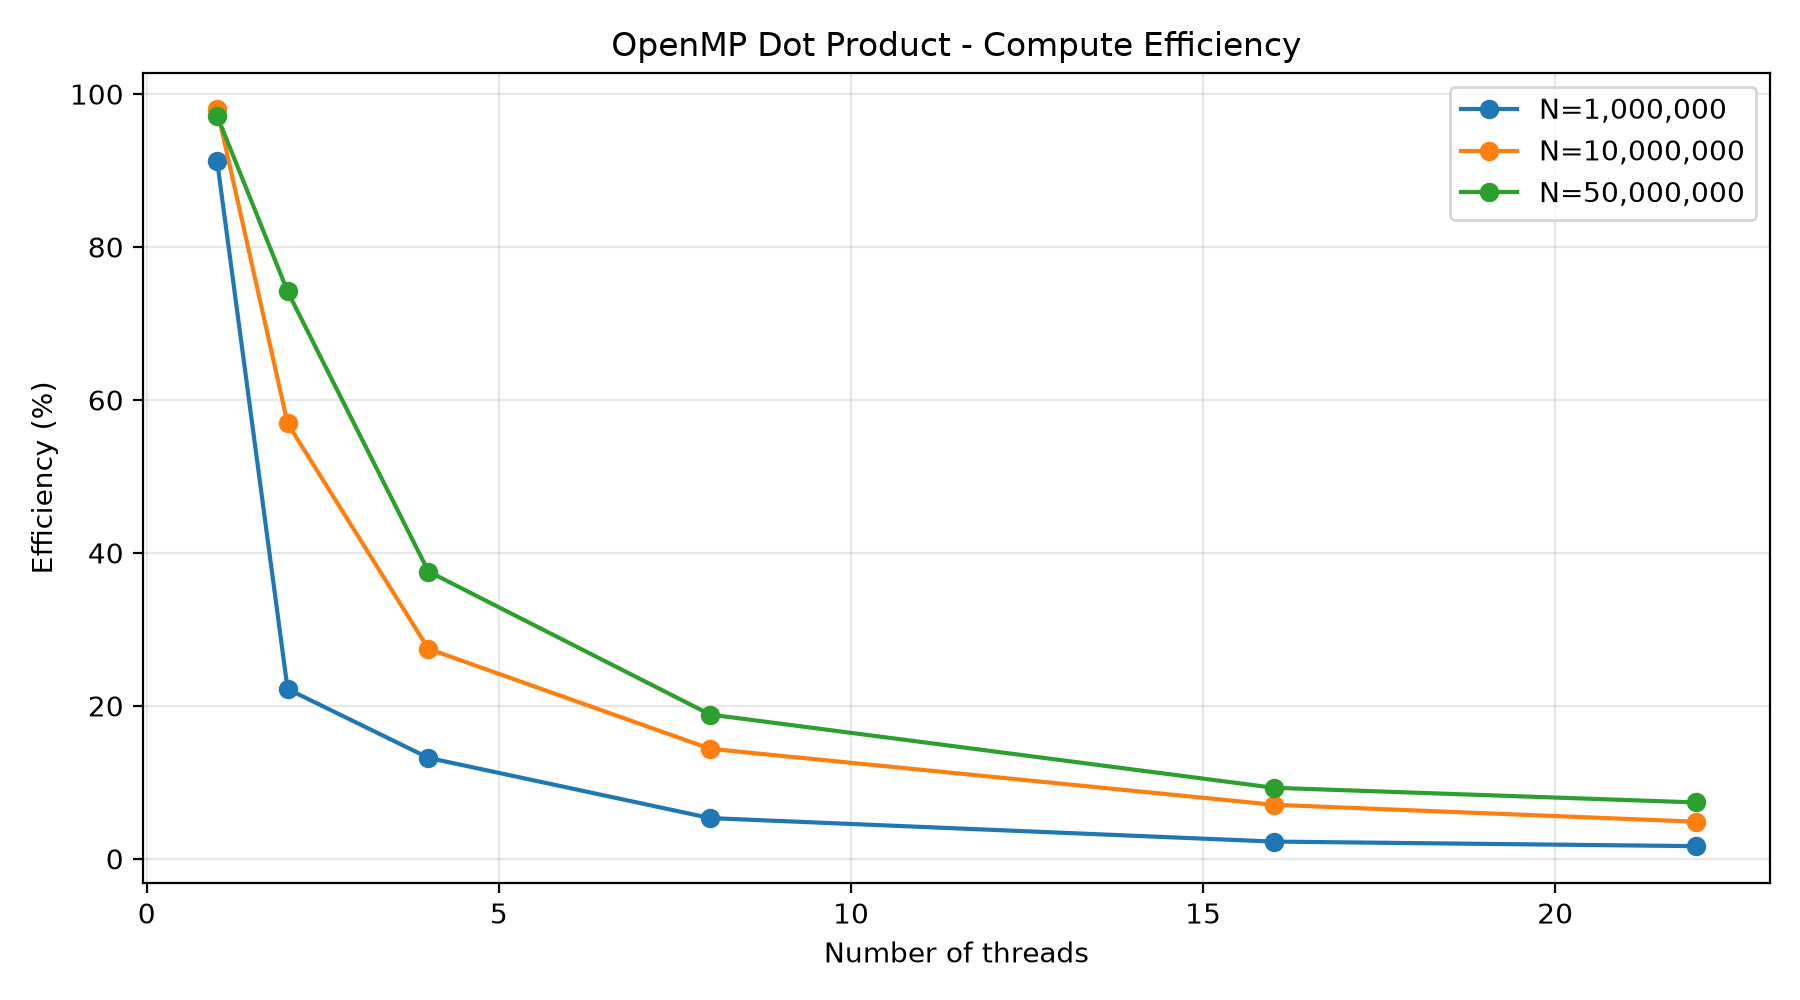 OpenMP Dot Product - Compute Efficiency
N=1,000,000
N=10,000,000
N=50,000,000
Efficiency (%)
100
80
60
40
20
0
0 5 10 15 20
Number of threads